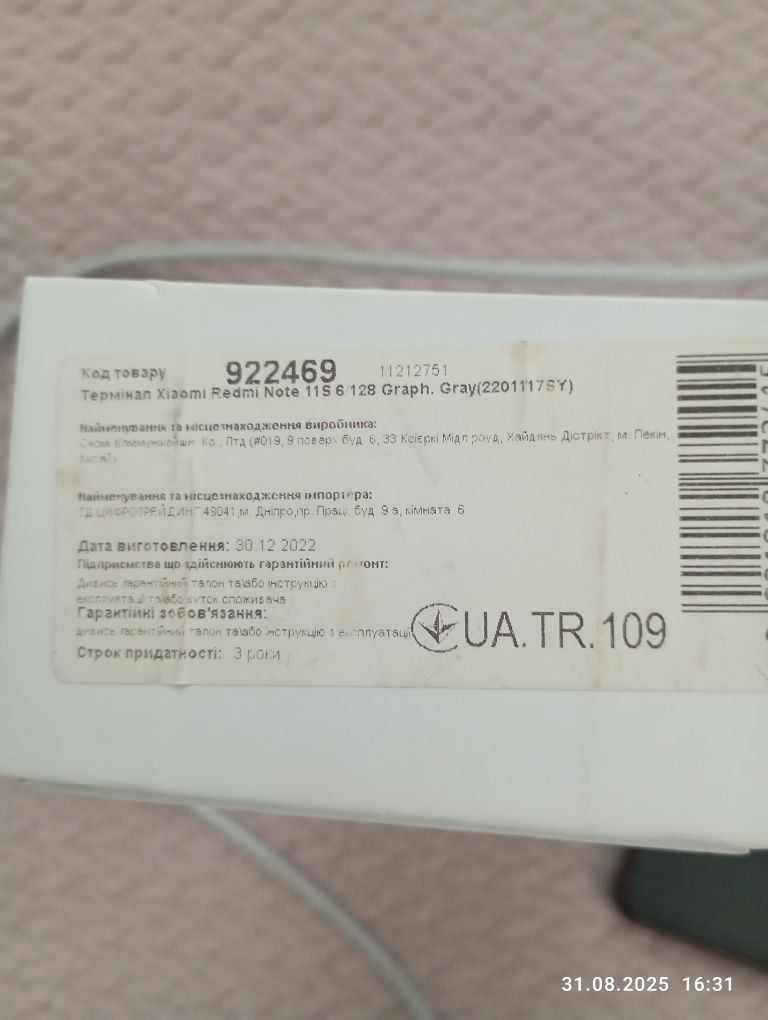 Код товару 922469 11212751
Термінал Xiaomi Redmi Note 11S 6/128 Graph. Gray(2201117SY)
Найменування та місцезнаходження виробника:
Сяомі Коммунікейшн Ко., Лтд (#019, 9 поверх буд 6, 33 Ксієркі Мідл роуд, Хайдянь Дістрікт, м. Пекін,
Китай)
Найменування та місцезнаходження імпортера:
ТД ЦИФРОТРЕЙДИНГ 49041,м. Дніпро,пр. Праці, буд. 9 а, кімната 6
Дата виготовлення: 30.12.2022
Підприємства що здійснюють гарантійний ремонт:
Дивись гарантійний талон та\або інструкцію з
експлуатації та\або куток споживача
Гарантійні зобов'язання:
дивись гарантійний талон та\або інструкцію з експлуатації
UA.TR.109
Строк придатності: 3 роки
31.08.2025 16:31